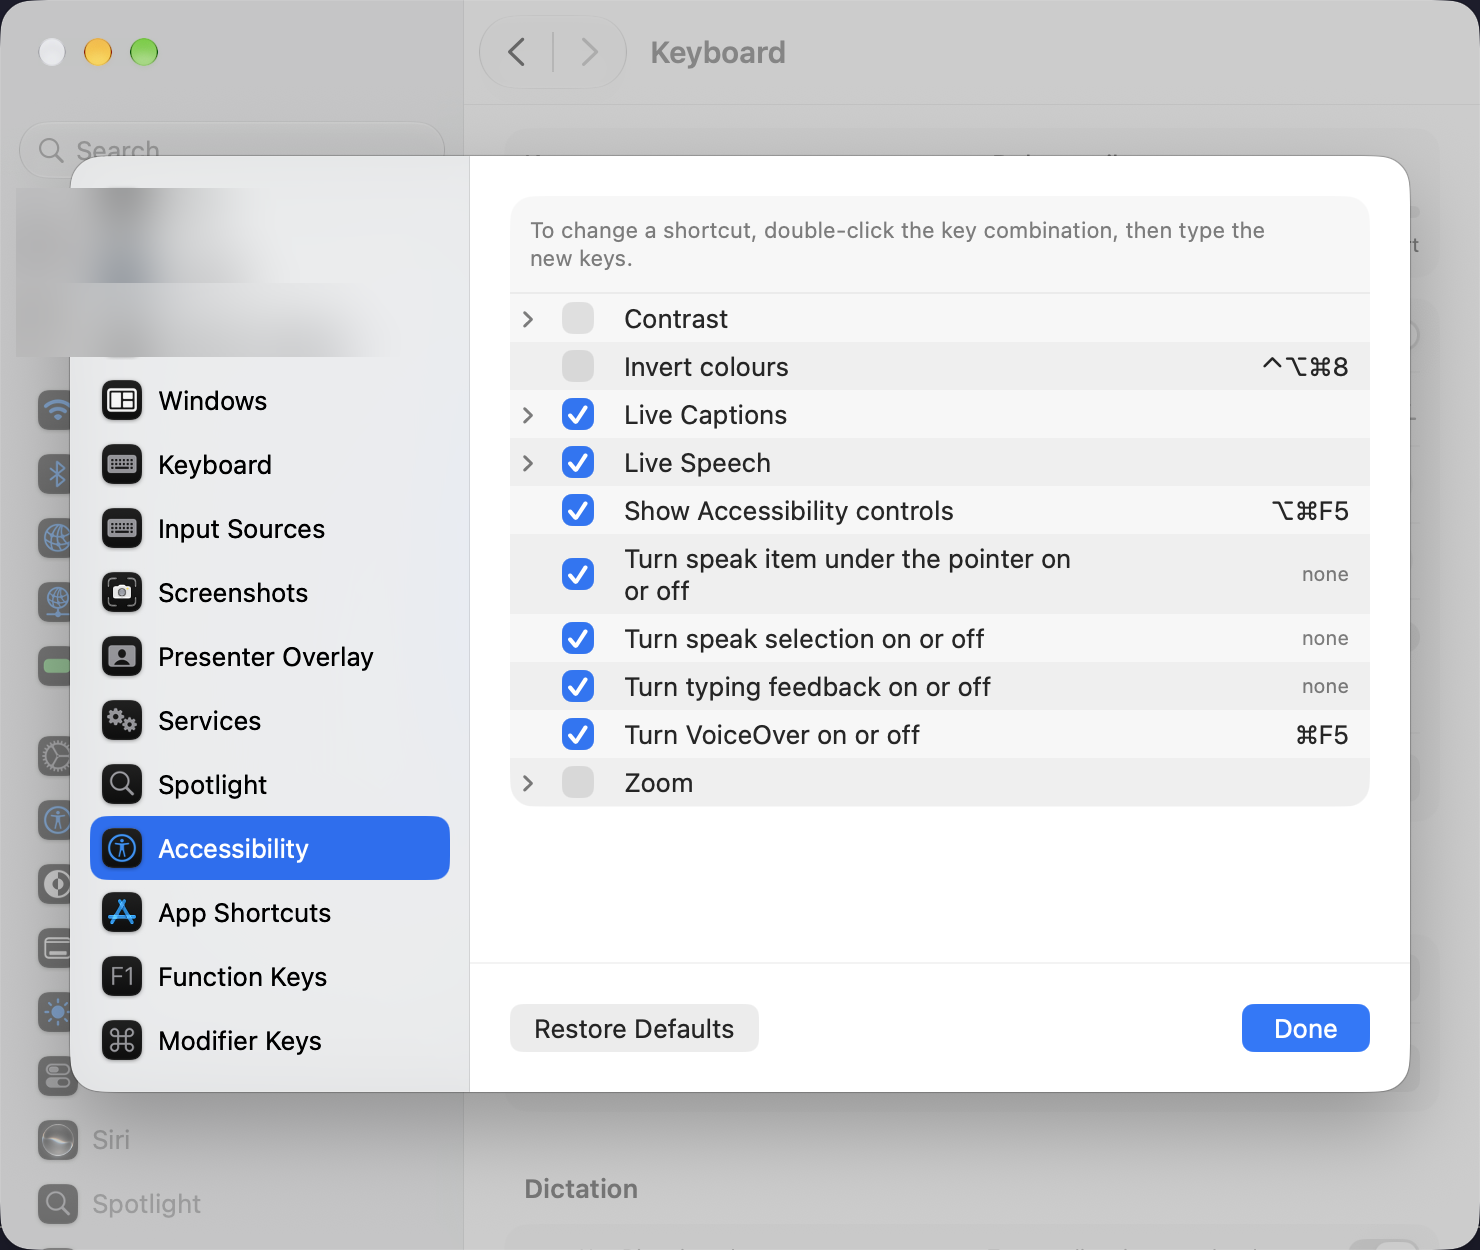 Keyboard
Search
Windows
Keyboard
Input Sources
Screenshots
Presenter Overlay
Services
Spotlight
Accessibility
App Shortcuts
F1 Function Keys
Modifier Keys
To change a shortcut, double-click the key combination, then type the
new keys.
Contrast
Invert colours ^⌥⌘8
Live Captions
Live Speech
Show Accessibility controls ⌥⌘F5
Turn speak item under the pointer on
or off none
Turn speak selection on or off none
Turn typing feedback on or off none
Turn VoiceOver on or off ⌘F5
Zoom
Restore Defaults
Done
Siri
Spotlight
Dictation